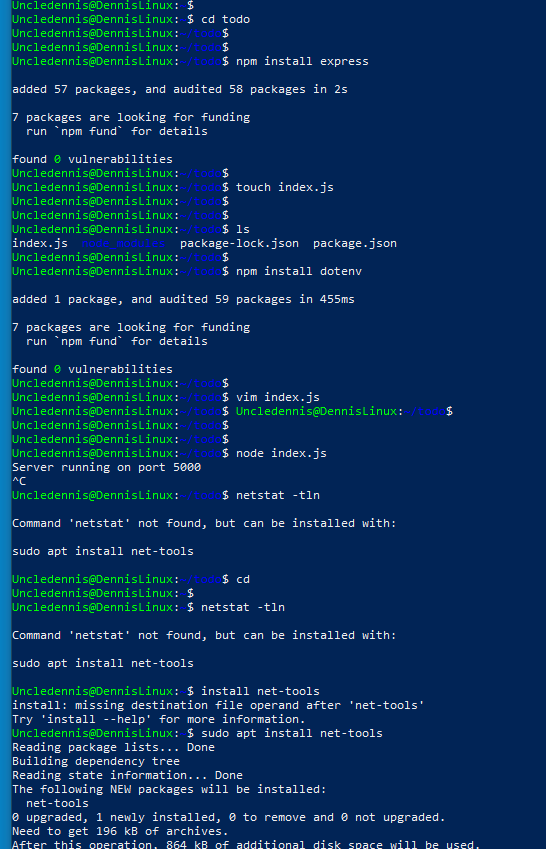 Uncledennis@DennisLinux: $
Uncledennis@DennisLinux: $ cd todo
Uncledennis@DennisLinux:~/todo$
Uncledennis@DennisLinux:~/todo$
Uncledennis@DennisLinux:~/todo$ npm install express
added 57 packages, and audited 58 packages in 2s
7 packages are looking for funding
run `npm fund` for details
found 0 vulnerabilities
Uncledennis@DennisLinux:~/todo$
Uncledennis@DennisLinux:~/todo$ touch index.js
Uncledennis@DennisLinux:~/todo$
Uncledennis@DennisLinux:~/todo$
Uncledennis@DennisLinux:~/todo$ ls
index.js node_modules package-lock.json package.json
Uncledennis@DennisLinux:~/todo$
Uncledennis@DennisLinux:~/todo$ npm install dotenv
added 1 package, and audited 59 packages in 455ms
7 packages are looking for funding
run `npm fund` for details
found 0 vulnerabilities
Uncledennis@DennisLinux:~/todo$
Uncledennis@DennisLinux:~/todo$ vim index.js
Uncledennis@DennisLinux:~/todo$ Uncledennis@DennisLinux:~/todo$
Uncledennis@DennisLinux:~/todo$
Uncledennis@DennisLinux:~/todo$
Uncledennis@DennisLinux:~/todo$ node index.js
Server running on port 5000
^C
Uncledennis@DennisLinux:~/todo$ netstat -tln
Command 'netstat' not found, but can be installed with:
sudo apt install net-tools
Uncledennis@DennisLinux:~/todo$ cd
Uncledennis@DennisLinux: $
Uncledennis@DennisLinux: $ netstat -tln
Command 'netstat' not found, but can be installed with:
sudo apt install net-tools
Uncledennis@DennisLinux: $ install net-tools
install: missing destination file operand after 'net-tools'
Try 'install --help' for more information.
Uncledennis@DennisLinux: $ sudo apt install net-tools
Reading package lists... Done
Building dependency tree
Reading state information... Done
The following NEW packages will be installed:
net-tools
0 upgraded, 1 newly installed, 0 to remove and 0 not upgraded.
Need to get 196 kB of archives.
After this operation, 864 kB of additional disk space will be used.